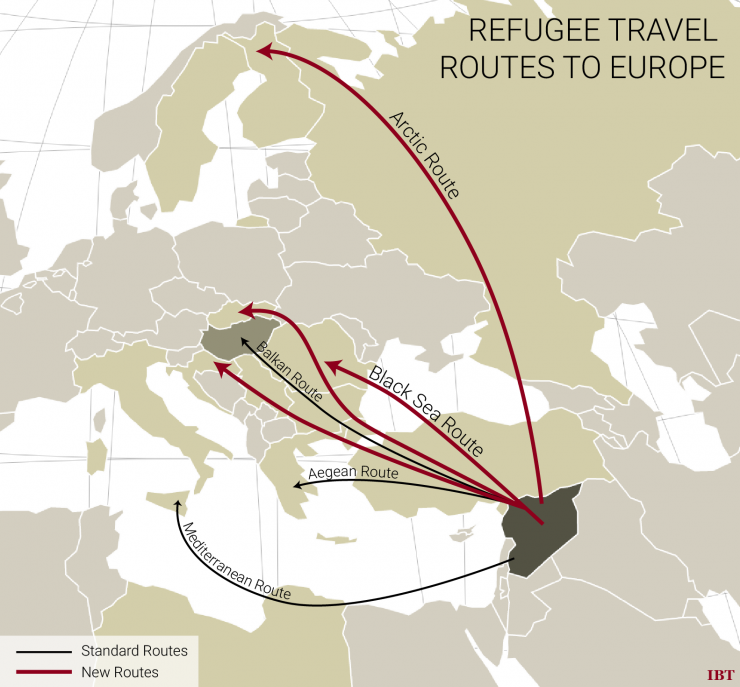 REFUGEE TRAVEL
ROUTES TO EUROPE
Arctic Route
Balkan Route
Black Sea Route
Aegean Route
Mediterranean Route
Standard Routes
New Routes
IBT